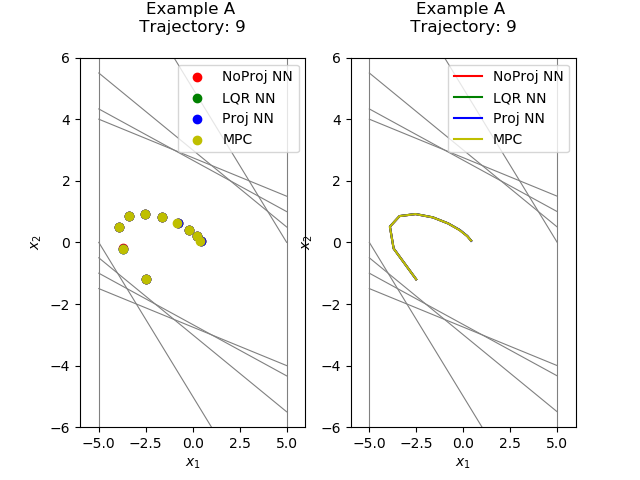 Example A
Trajectory: 9
Example A
Trajectory: 9
NoProj NN
LQR NN
Proj NN
MPC
NoProj NN
LQR NN
Proj NN
MPC
6
4
2
0
−2
−4
−6
x₂
−5.0 −2.5 0.0 2.5 5.0
x₁
6
4
2
0
−2
−4
−6
x₂
−5.0 −2.5 0.0 2.5 5.0
x₁